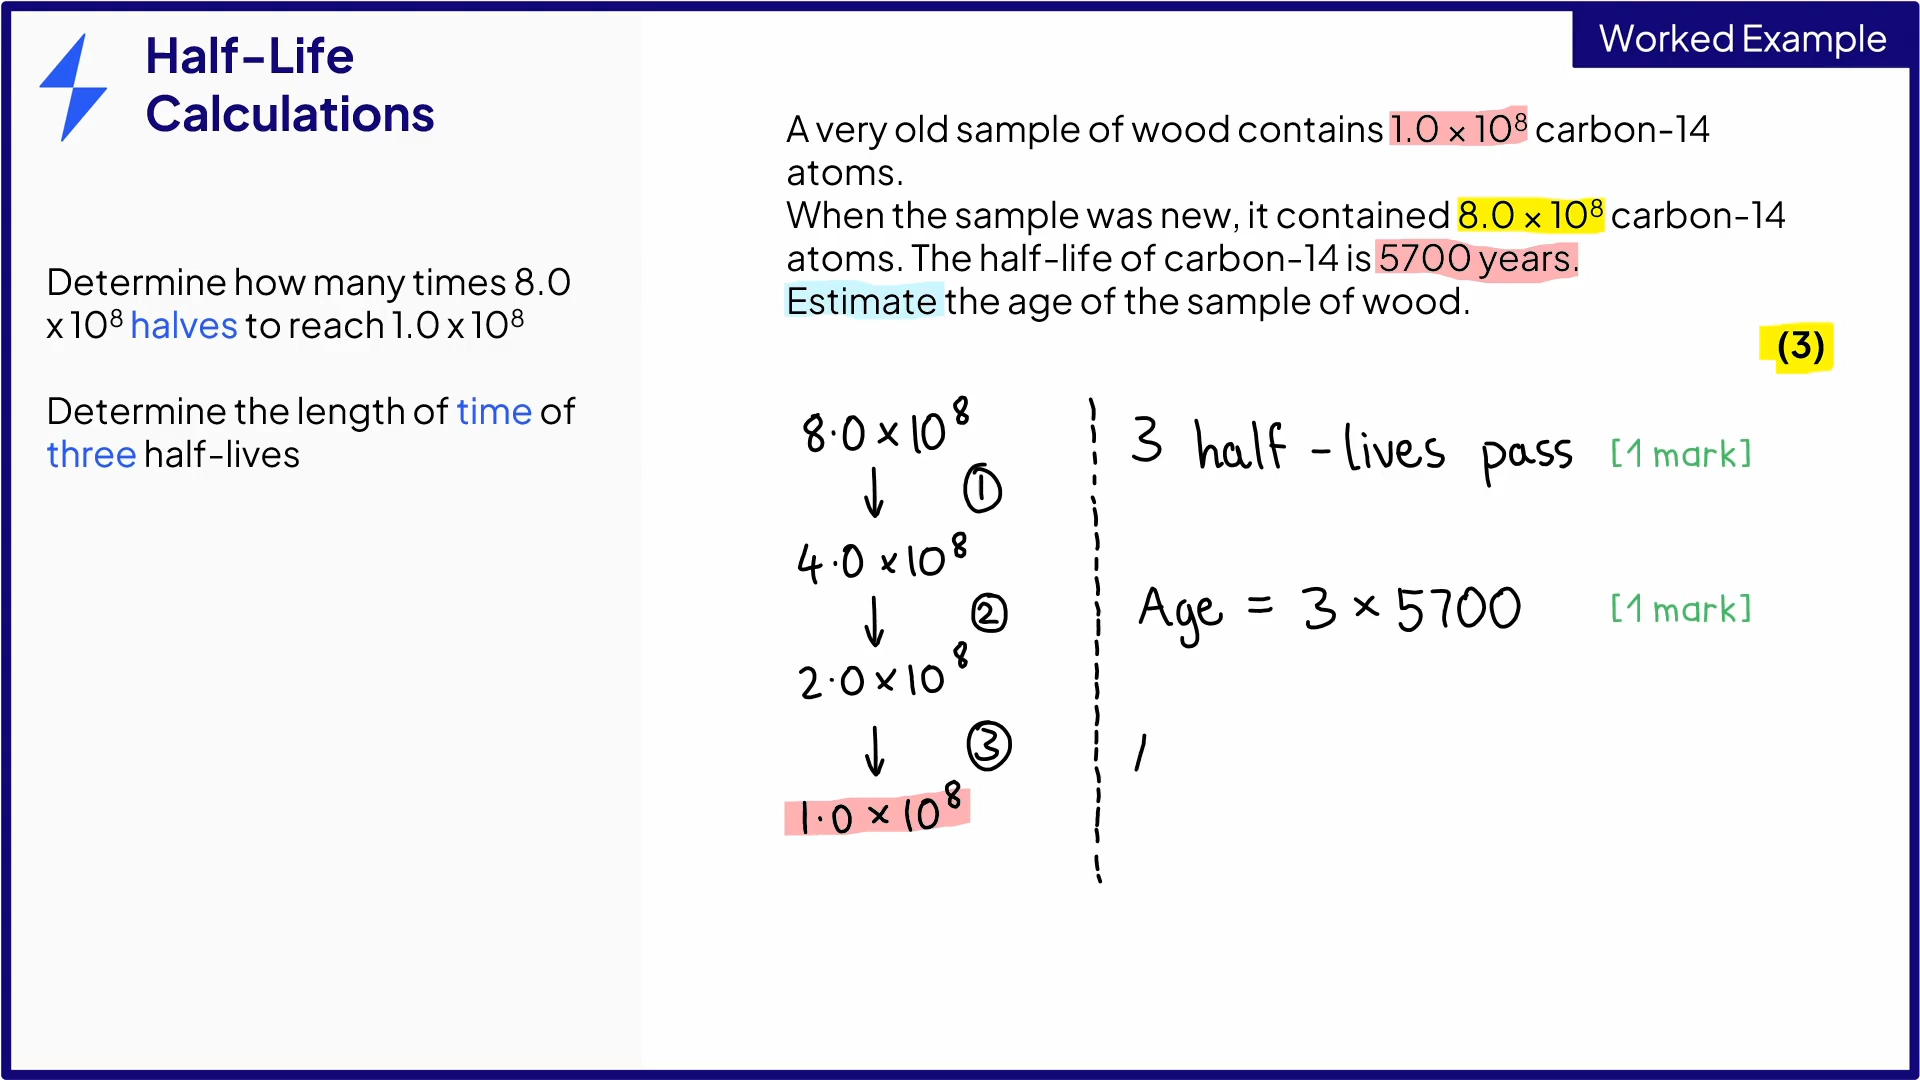 Half-Life
Calculations
Worked Example
Determine how many times 8.0
x 10⁸ halves to reach 1.0 x 10⁸
Determine the length of time of
three half-lives
A very old sample of wood contains 1.0 × 10⁸ carbon-14
atoms.
When the sample was new, it contained 8.0 × 10⁸ carbon-14
atoms. The half-life of carbon-14 is 5700 years.
Estimate the age of the sample of wood.
(3)
8.0 × 10⁸
①
4.0 × 10⁸
②
2.0 × 10⁸
③
1.0 × 10⁸
3 half-lives pass [1 mark]
Age = 3 × 5700 [1 mark]